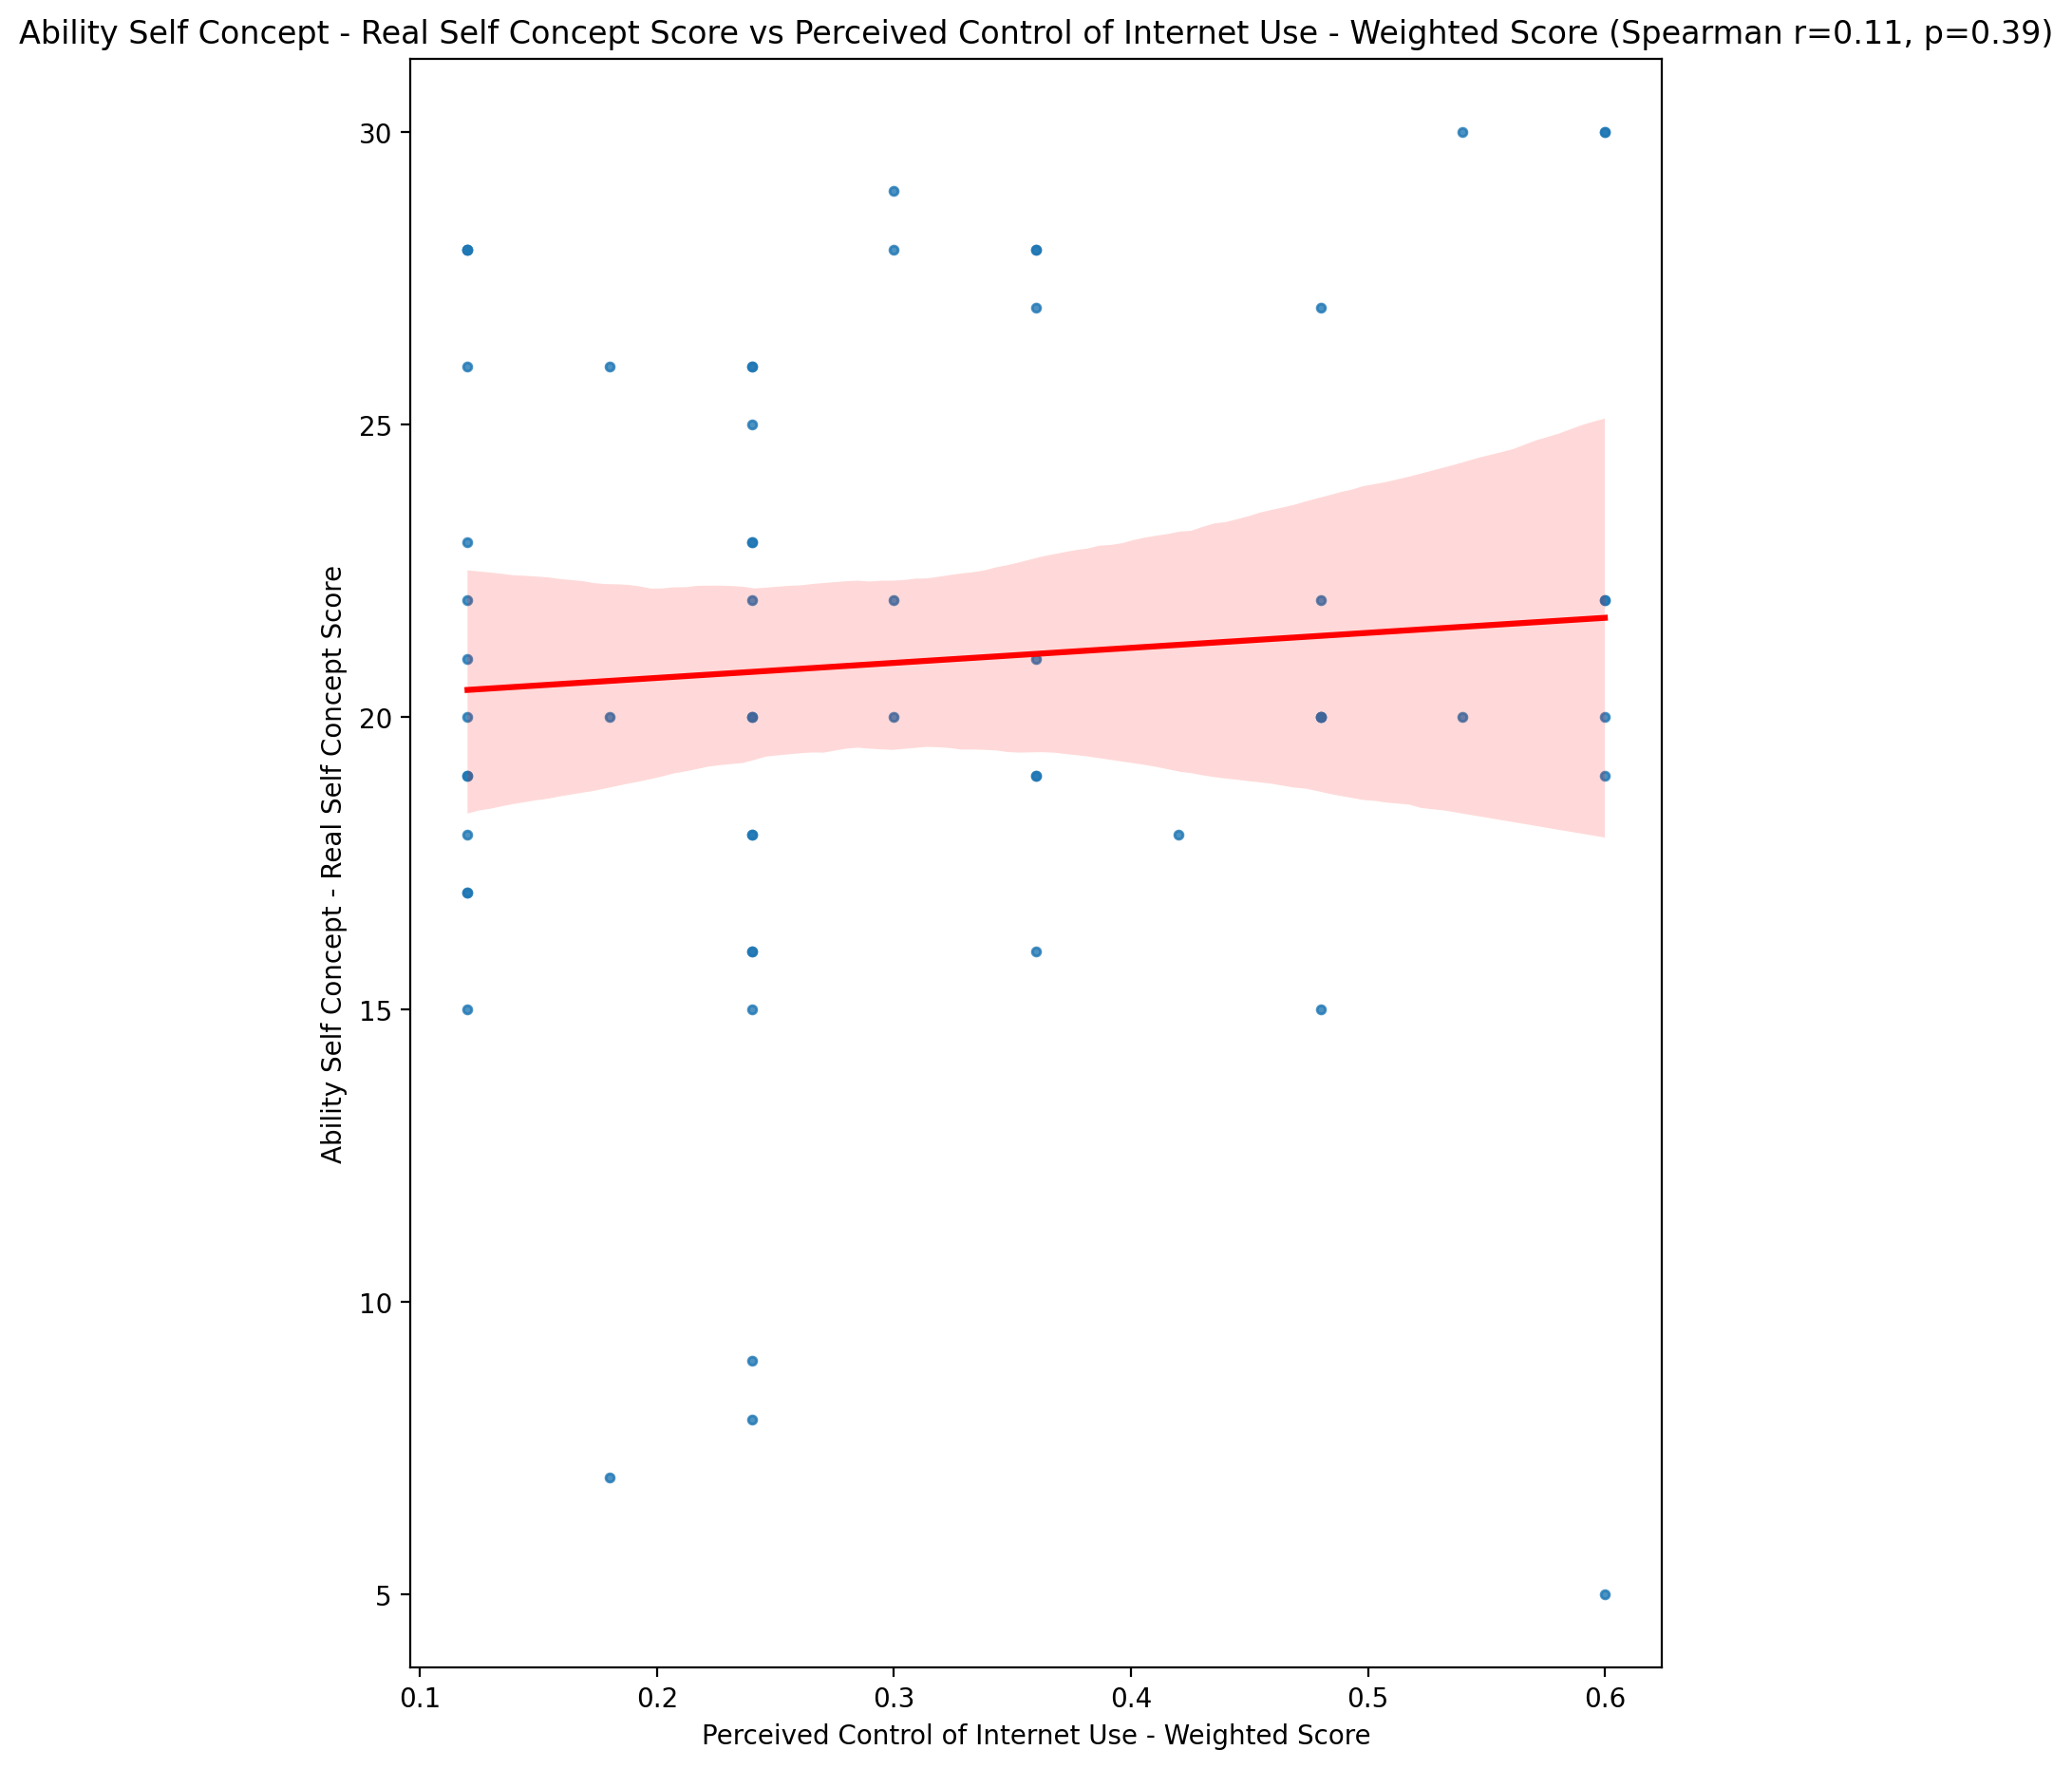 Ability Self Concept - Real Self Concept Score vs Perceived Control of Internet Use - Weighted Score (Spearman r=0.11, p=0.39)
Ability Self Concept - Real Self Concept Score
30
25
20
15
10
5
0.1 0.2 0.3 0.4 0.5 0.6
Perceived Control of Internet Use - Weighted Score